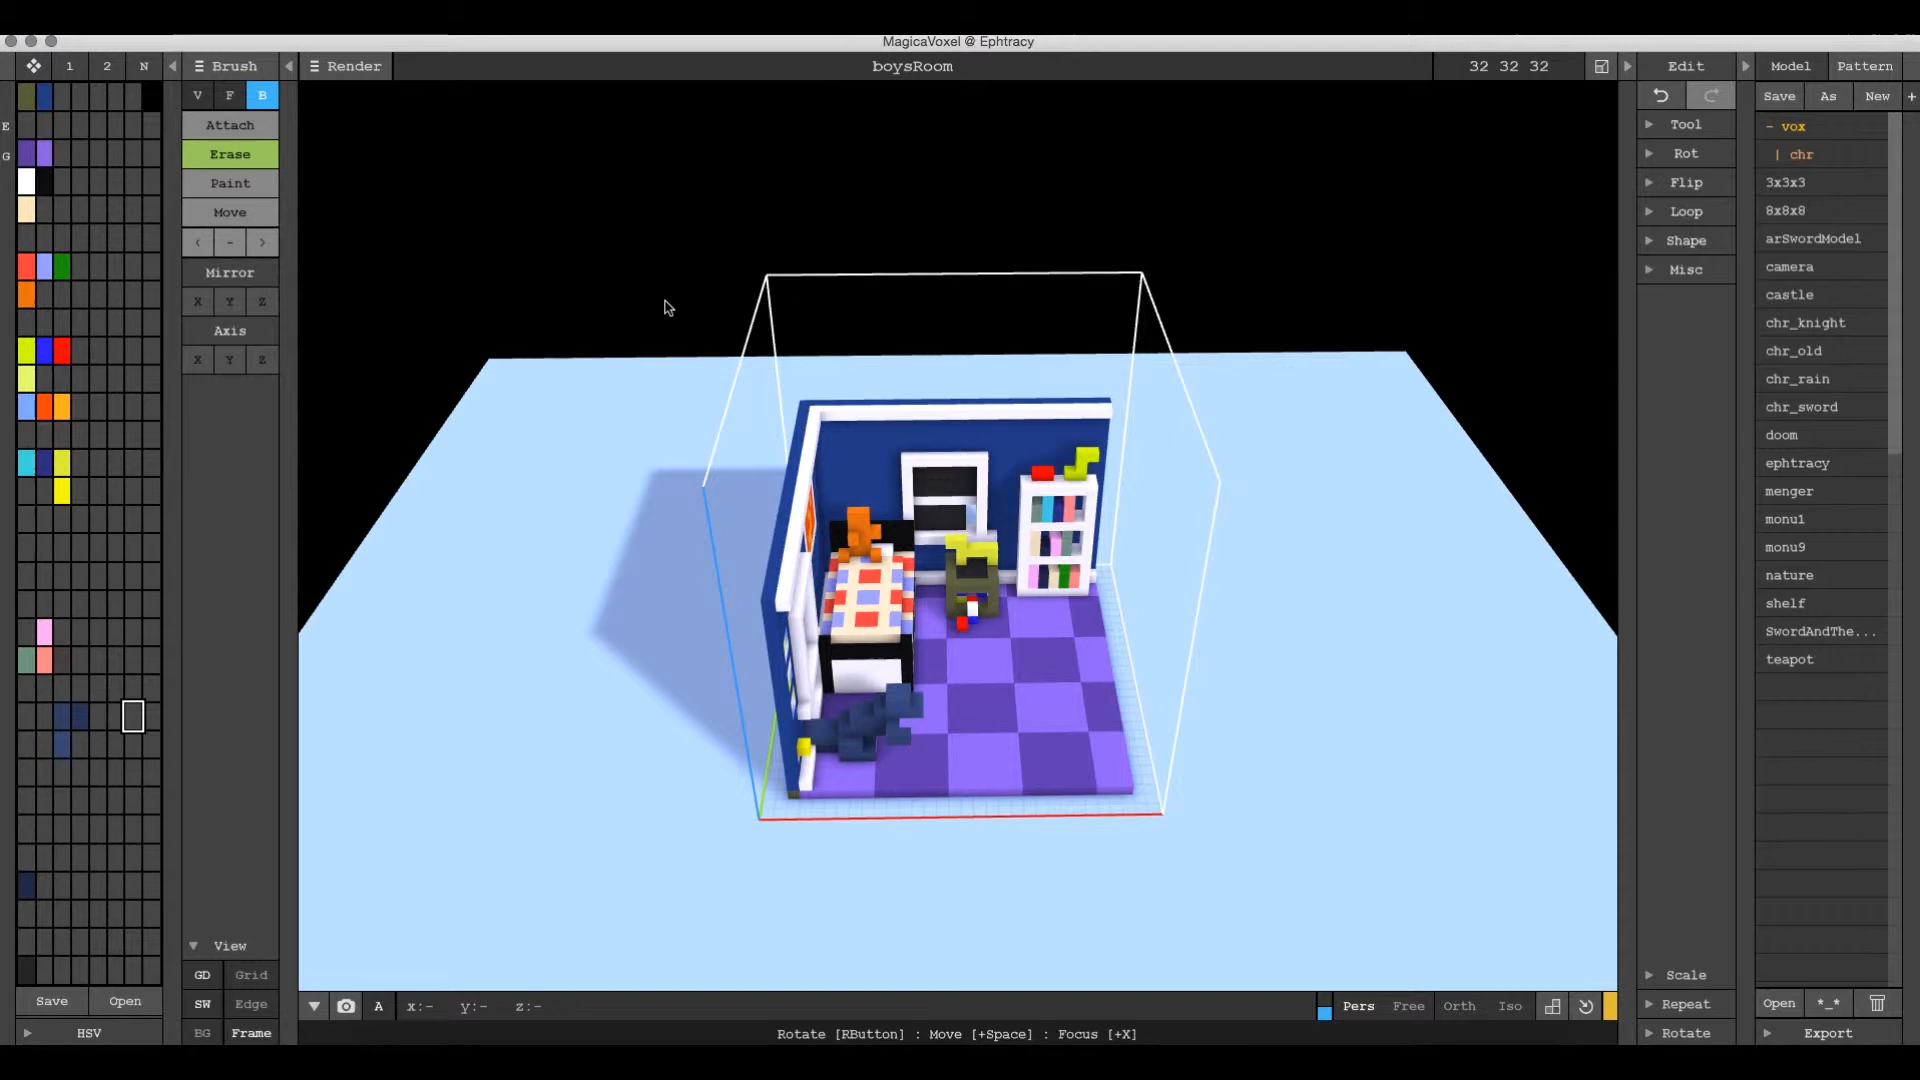 MagicaVoxel @ Ephtracy
1 2 N
Brush
Render
boysRoom
32 32 32
Edit
Model Pattern
V F B
Save As New +
E
G
Attach
Erase
Paint
Move
< - >
Mirror
X Y Z
Axis
X Y Z
Tool
Rot
Flip
Loop
Shape
Misc
- vox
| chr
3x3x3
8x8x8
arSwordModel
camera
castle
chr_knight
chr_old
chr_rain
chr_sword
doom
ephtracy
menger
monu1
monu9
nature
shelf
SwordAndThe...
teapot
View
GD Grid
SW Edge
BG Frame
Save Open
HSV
A x:- y:- z:-
Pers Free Orth Iso
Rotate [RButton] : Move [+Space] : Focus [+X]
Scale
Repeat
Rotate
Open *_*
Export